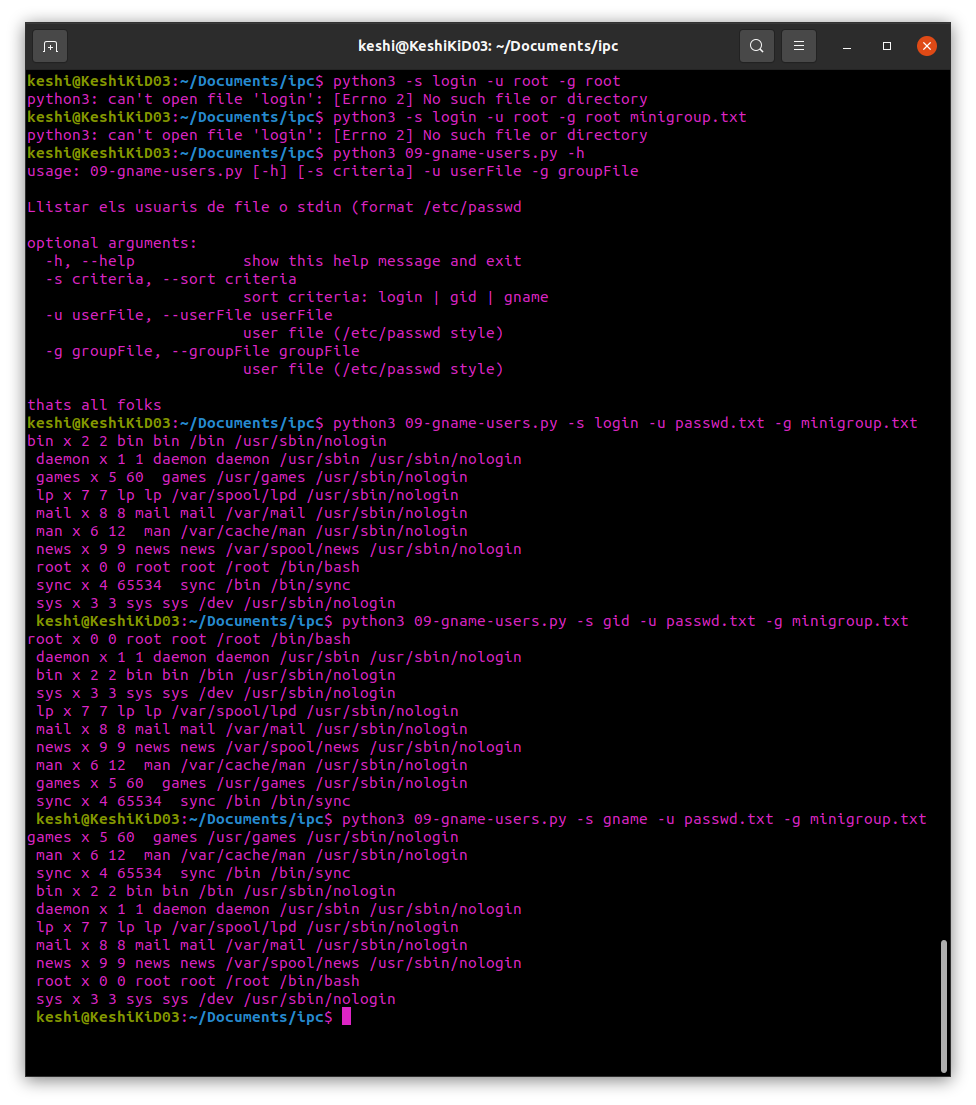 keshi@KeshiKiD03: ~/Documents/ipc
keshi@KeshiKiD03:~/Documents/ipc$ python3 -s login -u root -g root
python3: can't open file 'login': [Errno 2] No such file or directory
keshi@KeshiKiD03:~/Documents/ipc$ python3 -s login -u root -g root minigroup.txt
python3: can't open file 'login': [Errno 2] No such file or directory
keshi@KeshiKiD03:~/Documents/ipc$ python3 09-gname-users.py -h
usage: 09-gname-users.py [-h] [-s criteria] -u userFile -g groupFile

Llistar els usuaris de file o stdin (format /etc/passwd

optional arguments:
  -h, --help            show this help message and exit
  -s criteria, --sort criteria
                        sort criteria: login | gid | gname
  -u userFile, --userFile userFile
                        user file (/etc/passwd style)
  -g groupFile, --groupFile groupFile
                        user file (/etc/passwd style)

thats all folks
keshi@KeshiKiD03:~/Documents/ipc$ python3 09-gname-users.py -s login -u passwd.txt -g minigroup.txt
bin x 2 2 bin bin /bin /usr/sbin/nologin
 daemon x 1 1 daemon daemon /usr/sbin /usr/sbin/nologin
 games x 5 60  games /usr/games /usr/sbin/nologin
 lp x 7 7 lp lp /var/spool/lpd /usr/sbin/nologin
 mail x 8 8 mail mail /var/mail /usr/sbin/nologin
 man x 6 12  man /var/cache/man /usr/sbin/nologin
 news x 9 9 news news /var/spool/news /usr/sbin/nologin
 root x 0 0 root root /root /bin/bash
 sync x 4 65534  sync /bin /bin/sync
 sys x 3 3 sys sys /dev /usr/sbin/nologin
 keshi@KeshiKiD03:~/Documents/ipc$ python3 09-gname-users.py -s gid -u passwd.txt -g minigroup.txt
root x 0 0 root root /root /bin/bash
 daemon x 1 1 daemon daemon /usr/sbin /usr/sbin/nologin
 bin x 2 2 bin bin /bin /usr/sbin/nologin
 sys x 3 3 sys sys /dev /usr/sbin/nologin
 lp x 7 7 lp lp /var/spool/lpd /usr/sbin/nologin
 mail x 8 8 mail mail /var/mail /usr/sbin/nologin
 news x 9 9 news news /var/spool/news /usr/sbin/nologin
 man x 6 12  man /var/cache/man /usr/sbin/nologin
 games x 5 60  games /usr/games /usr/sbin/nologin
 sync x 4 65534  sync /bin /bin/sync
 keshi@KeshiKiD03:~/Documents/ipc$ python3 09-gname-users.py -s gname -u passwd.txt -g minigroup.txt
games x 5 60  games /usr/games /usr/sbin/nologin
 man x 6 12  man /var/cache/man /usr/sbin/nologin
 sync x 4 65534  sync /bin /bin/sync
 bin x 2 2 bin bin /bin /usr/sbin/nologin
 daemon x 1 1 daemon daemon /usr/sbin /usr/sbin/nologin
 lp x 7 7 lp lp /var/spool/lpd /usr/sbin/nologin
 mail x 8 8 mail mail /var/mail /usr/sbin/nologin
 news x 9 9 news news /var/spool/news /usr/sbin/nologin
 root x 0 0 root root /root /bin/bash
 sys x 3 3 sys sys /dev /usr/sbin/nologin
 keshi@KeshiKiD03:~/Documents/ipc$